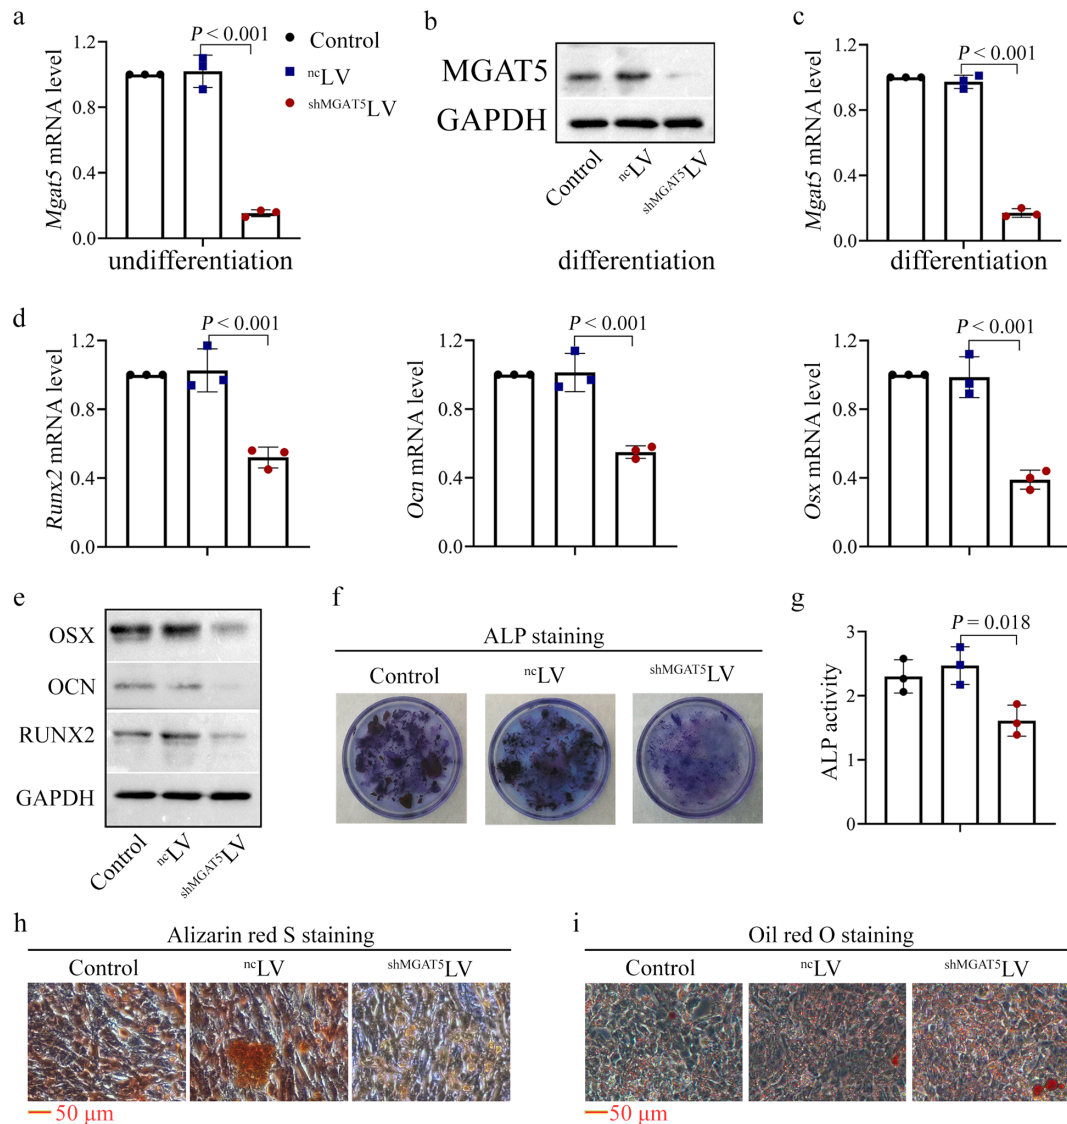 a
Mgat5 mRNA level
1.2
0.8
0.4
0.0
P < 0.001
undifferentiation
Control
ncLV
shMGAT5LV
b
MGAT5
GAPDH
Control
ncLV
shMGAT5LV
differentiation
c
Mgat5 mRNA level
1.2
0.8
0.4
0.0
P < 0.001
differentiation
d
Runx2 mRNA level
1.2
0.8
0.4
0.0
P < 0.001
Ocn mRNA level
1.2
0.8
0.4
0.0
P < 0.001
Osx mRNA level
1.2
0.8
0.4
0.0
P < 0.001
e
OSX
OCN
RUNX2
GAPDH
Control
ncLV
shMGAT5LV
f
ALP staining
Control
ncLV
shMGAT5LV
g
ALP activity
3
2
1
0
P = 0.018
h
Alizarin red S staining
Control
ncLV
shMGAT5LV
50 μm
i
Oil red O staining
Control
ncLV
shMGAT5LV
50 μm